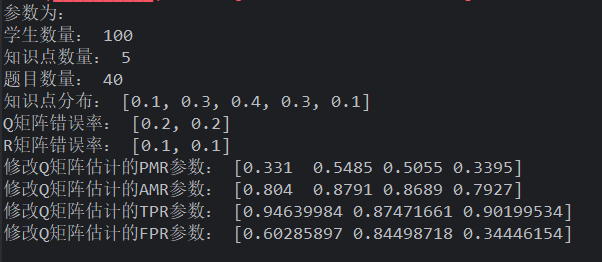 参数为:
学生数量: 100
知识点数量: 5
题目数量: 40
知识点分布: [0.1, 0.3, 0.4, 0.3, 0.1]
Q矩阵错误率: [0.2, 0.2]
R矩阵错误率: [0.1, 0.1]
修改Q矩阵估计的PMR参数: [0.331  0.5485 0.5055 0.3395]
修改Q矩阵估计的AMR参数: [0.804  0.8791 0.8689 0.7927]
修改Q矩阵估计的TPR参数: [0.94639984 0.87471661 0.90199534]
修改Q矩阵估计的FPR参数: [0.60285897 0.84498718 0.34446154]